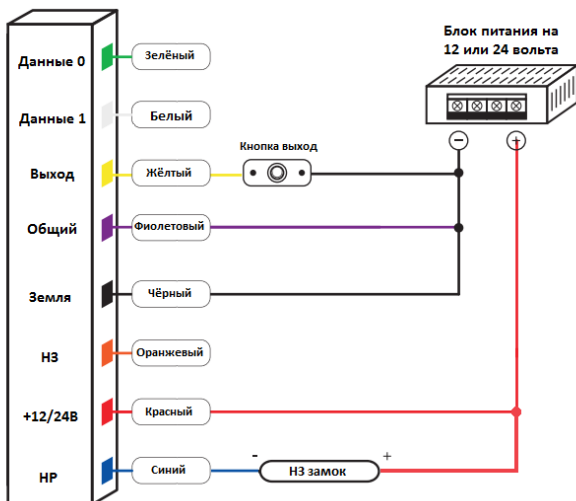 Блок питания на
12 или 24 вольта
Данные 0
Зелёный
Данные 1
Белый
Кнопка выход
Выход
Жёлтый
- +
Общий
Фиолетовый
Земля
Чёрный
НЗ
Оранжевый
+12/24В
Красный
НР
Синий
- НЗ замок +